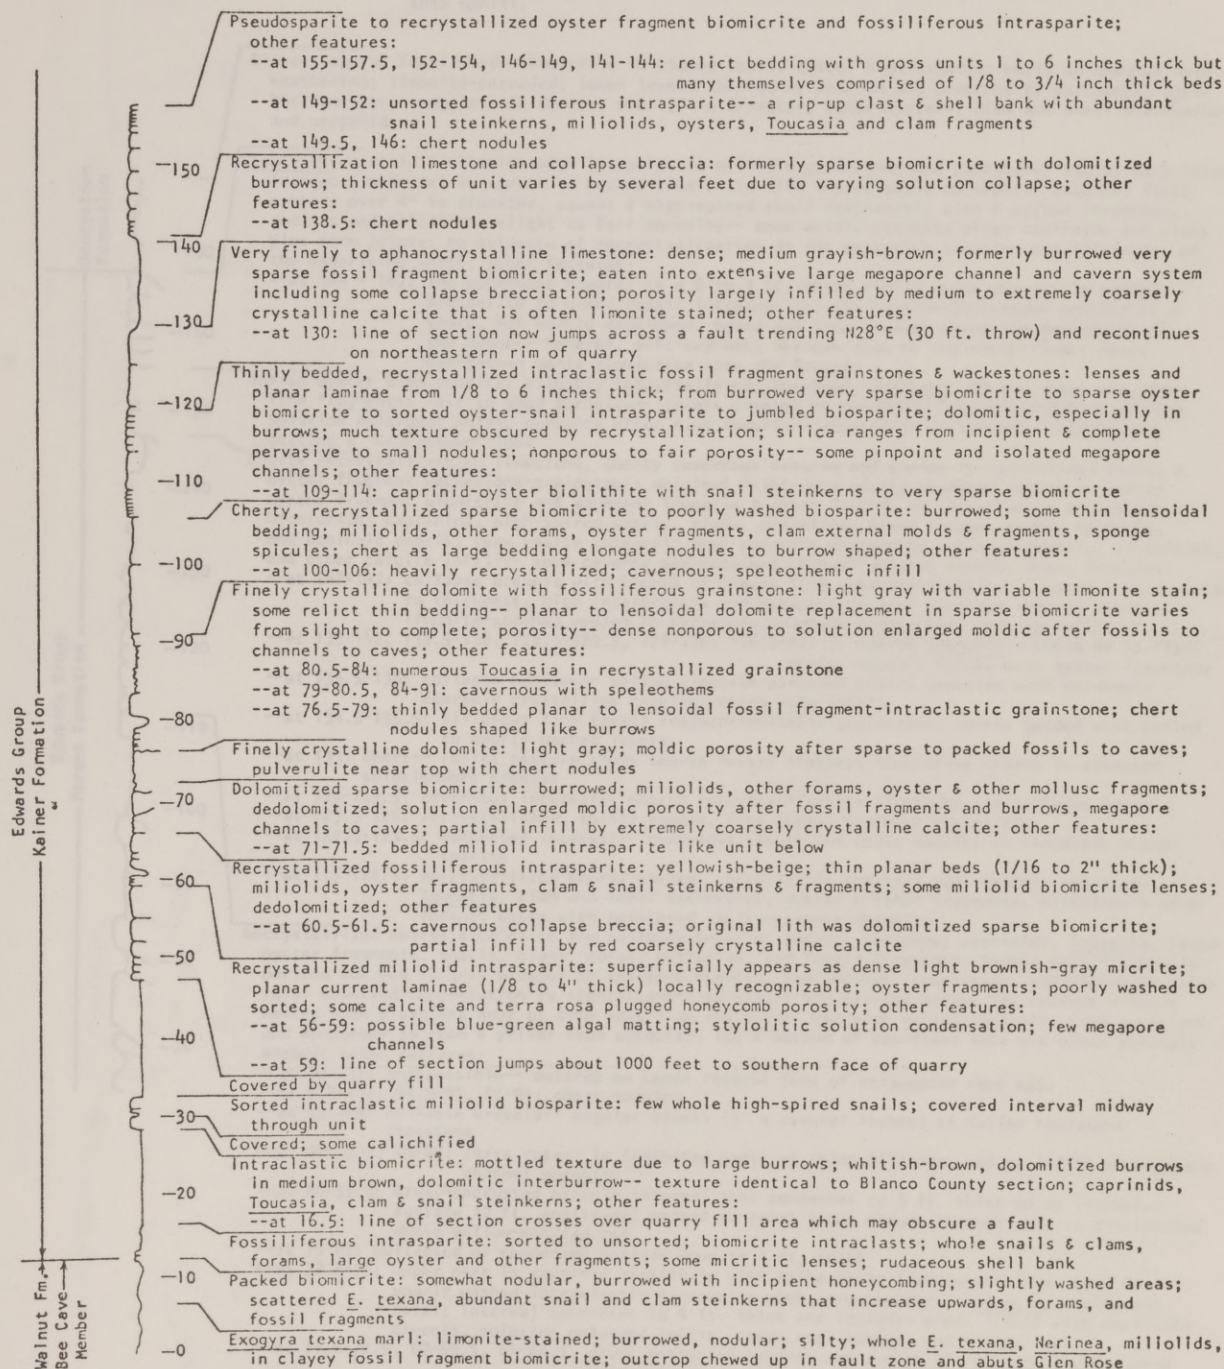 Pseudosparite to recrystallized oyster fragment biomicrite and fossiliferous intrasparite;
other features:
--at 155-157.5, 152-154, 146-149, 141-144: relict bedding with gross units 1 to 6 inches thick but
many themselves comprised of 1/8 to 3/4 inch thick beds
--at 149-152: unsorted fossiliferous intrasparite-- a rip-up clast & shell bank with abundant
snail steinkerns, miliolids, oysters, Toucasia and clam fragments
--at 149.5, 146: chert nodules
—150
Recrystallization limestone and collapse breccia: formerly sparse biomicrite with dolomitized
burrows; thickness of unit varies by several feet due to varying solution collapse; other
features:
--at 138.5: chert nodules
—140
Very finely to aphanocrystalline limestone: dense; medium grayish-brown; formerly burrowed very
sparse fossil fragment biomicrite; eaten into extensive large megapore channel and cavern system
including some collapse brecciation; porosity largely infilled by medium to extremely coarsely
crystalline calcite that is often limonite stained; other features:
—130
--at 130: line of section now jumps across a fault trending N28°E (30 ft. throw) and recontinues
on northeastern rim of quarry
Thinly bedded, recrystallized intraclastic fossil fragment grainstones & wackestones: lenses and
planar laminae from 1/8 to 6 inches thick; from burrowed very sparse biomicrite to sparse oyster
—120
biomicrite to sorted oyster-snail intrasparite to jumbled biosparite; dolomitic, especially in
burrows; much texture obscured by recrystallization; silica ranges from incipient & complete
pervasive to small nodules; nonporous to fair porosity-- some pinpoint and isolated megapore
channels; other features:
—110
--at 109-114: caprinid-oyster biolithite with snail steinkerns to very sparse biomicrite
Cherty, recrystallized sparse biomicrite to poorly washed biosparite: burrowed; some thin lensoidal
bedding; miliolids, other forams, oyster fragments, clam external molds & fragments, sponge
spicules; chert as large bedding elongate nodules to burrow shaped; other features:
—100
--at 100-106: heavily recrystallized; cavernous; speleothemic infill
Finely crystalline dolomite with fossiliferous grainstone: light gray with variable limonite stain;
some relict thin bedding-- planar to lensoidal dolomite replacement in sparse biomicrite varies
from slight to complete; porosity-- dense nonporous to solution enlarged moldic after fossils to
—90
channels to caves; other features:
--at 80.5-84: numerous Toucasia in recrystallized grainstone
--at 79-80.5, 84-91: cavernous with speleothems
--at 76.5-79: thinly bedded planar to lensoidal fossil fragment-intraclastic grainstone; chert
—80
nodules shaped like burrows
Finely crystalline dolomite: light gray; moldic porosity after sparse to packed fossils to caves;
pulverulite near top with chert nodules
Dolomitized sparse biomicrite: burrowed; miliolids, other forams, oyster & other mollusc fragments;
—70
dedolomitized; solution enlarged moldic porosity after fossil fragments and burrows, megapore
channels to caves; partial infill by extremely coarsely crystalline calcite; other features:
--at 71-71.5: bedded miliolid intrasparite like unit below
Recrystallized fossiliferous intrasparite: yellowish-beige; thin planar beds (1/16 to 2" thick);
—60
miliolids, oyster fragments, clam & snail steinkerns & fragments; some miliolid biomicrite lenses;
dedolomitized; other features
--at 60.5-61.5: cavernous collapse breccia; original lith was dolomitized sparse biomicrite;
partial infill by red coarsely crystalline calcite
—50
Recrystallized miliolid intrasparite: superficially appears as dense light brownish-gray micrite;
planar current laminae (1/8 to 4" thick) locally recognizable; oyster fragments; poorly washed to
sorted; some calcite and terra rosa plugged honeycomb porosity; other features:
--at 56-59: possible blue-green algal matting; stylolitic solution condensation; few megapore
—40
channels
--at 59: line of section jumps about 1000 feet to southern face of quarry
Covered by quarry fill
Sorted intraclastic miliolid biosparite: few whole high-spired snails; covered interval midway
—30
through unit
Covered; some calichified
Intraclastic biomicrite: mottled texture due to large burrows; whitish-brown, dolomitized burrows
in medium brown, dolomitic interburrow-- texture identical to Blanco County section; caprinids,
—20
Toucasia, clam & snail steinkerns; other features:
--at 16.5: line of section crosses over quarry fill area which may obscure a fault
Fossiliferous intrasparite: sorted to unsorted; biomicrite intraclasts; whole snails & clams,
forams, large oyster and other fragments; some micritic lenses; rudaceous shell bank
—10
Packed biomicrite: somewhat nodular, burrowed with incipient honeycombing; slightly washed areas;
scattered E. texana, abundant snail and clam steinkerns that increase upwards, forams, and
fossil fragments
Exogyra texana marl: limonite-stained; burrowed, nodular; silty; whole E. texana, Nerinea, miliolids,
—0
in clayey fossil fragment biomicrite; outcrop chewed up in fault zone and abuts Glen Rose
Edwards Group
Kainer Formation
Walnut Fm.
Bee Cave
Member